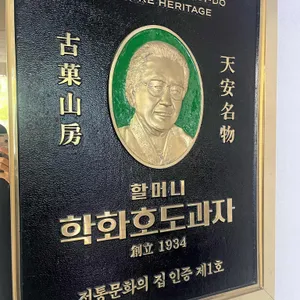 HERITAGE
古菓山房
天安名物
할머니
학화호도과자
創立 1934
전통문화의 집 인증 제1호